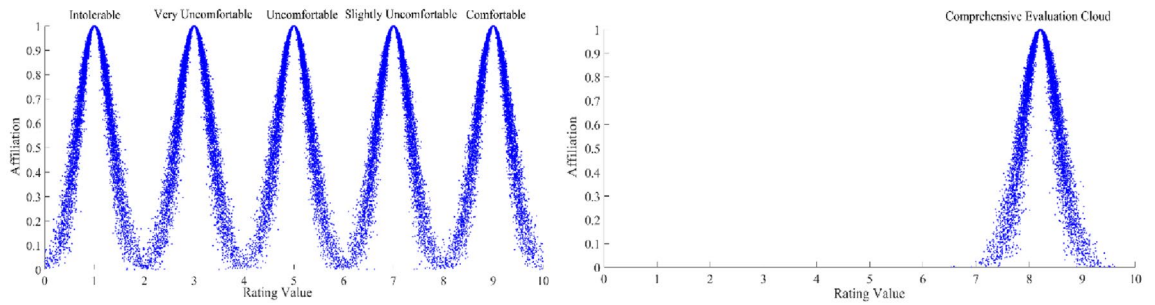 Intolerable Very Uncomfortable Uncomfortable Slightly Uncomfortable Comfortable
1
0.9
0.8
0.7
0.6
0.5
0.4
0.3
0.2
0.1
0
Affiliation
0 1 2 3 4 5 6 7 8 9 10
Rating Value
Comprehensive Evaluation Cloud
1
0.9
0.8
0.7
0.6
0.5
0.4
0.3
0.2
0.1
0
Affiliation
0 1 2 3 4 5 6 7 8 9 10
Rating Value